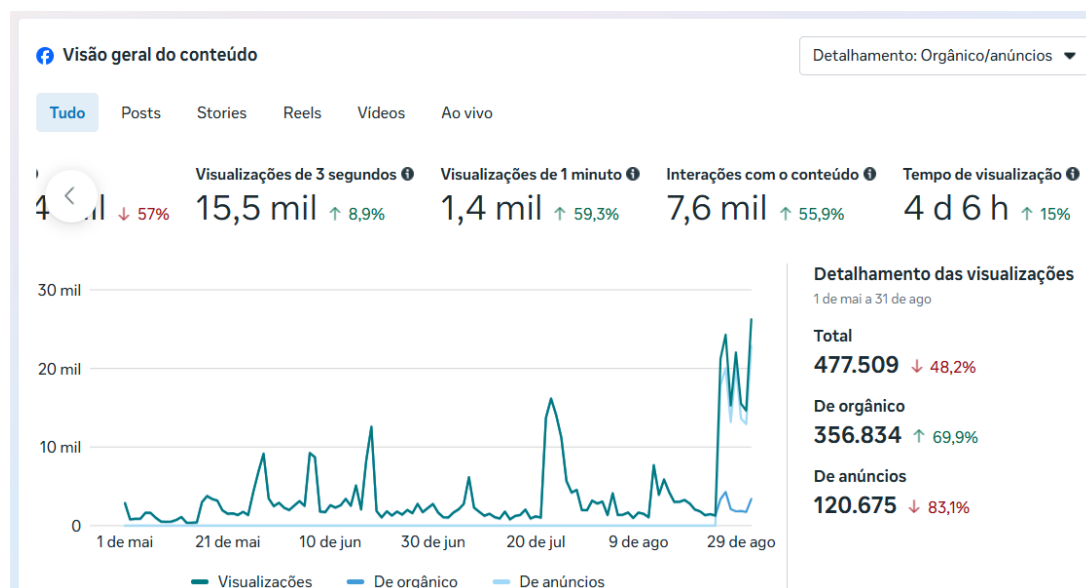 Visão geral do conteúdo
Detalhamento: Orgânico/anúncios
Tudo Posts Stories Reels Vídeos Ao vivo
Visualizações de 3 segundos Visualizações de 1 minuto Interações com o conteúdo Tempo de visualização
57% 15,5 mil 8,9% 1,4 mil 59,3% 7,6 mil 55,9% 4 d 6 h 15%
Detalhamento das visualizações
1 de mai a 31 de ago
Total
477.509 48,2%
De orgânico
356.834 69,9%
De anúncios
120.675 83,1%
30 mil
20 mil
10 mil
0
1 de mai 21 de mai 10 de jun 30 de jun 20 de jul 9 de ago 29 de ago
Visualizações De orgânico De anúncios